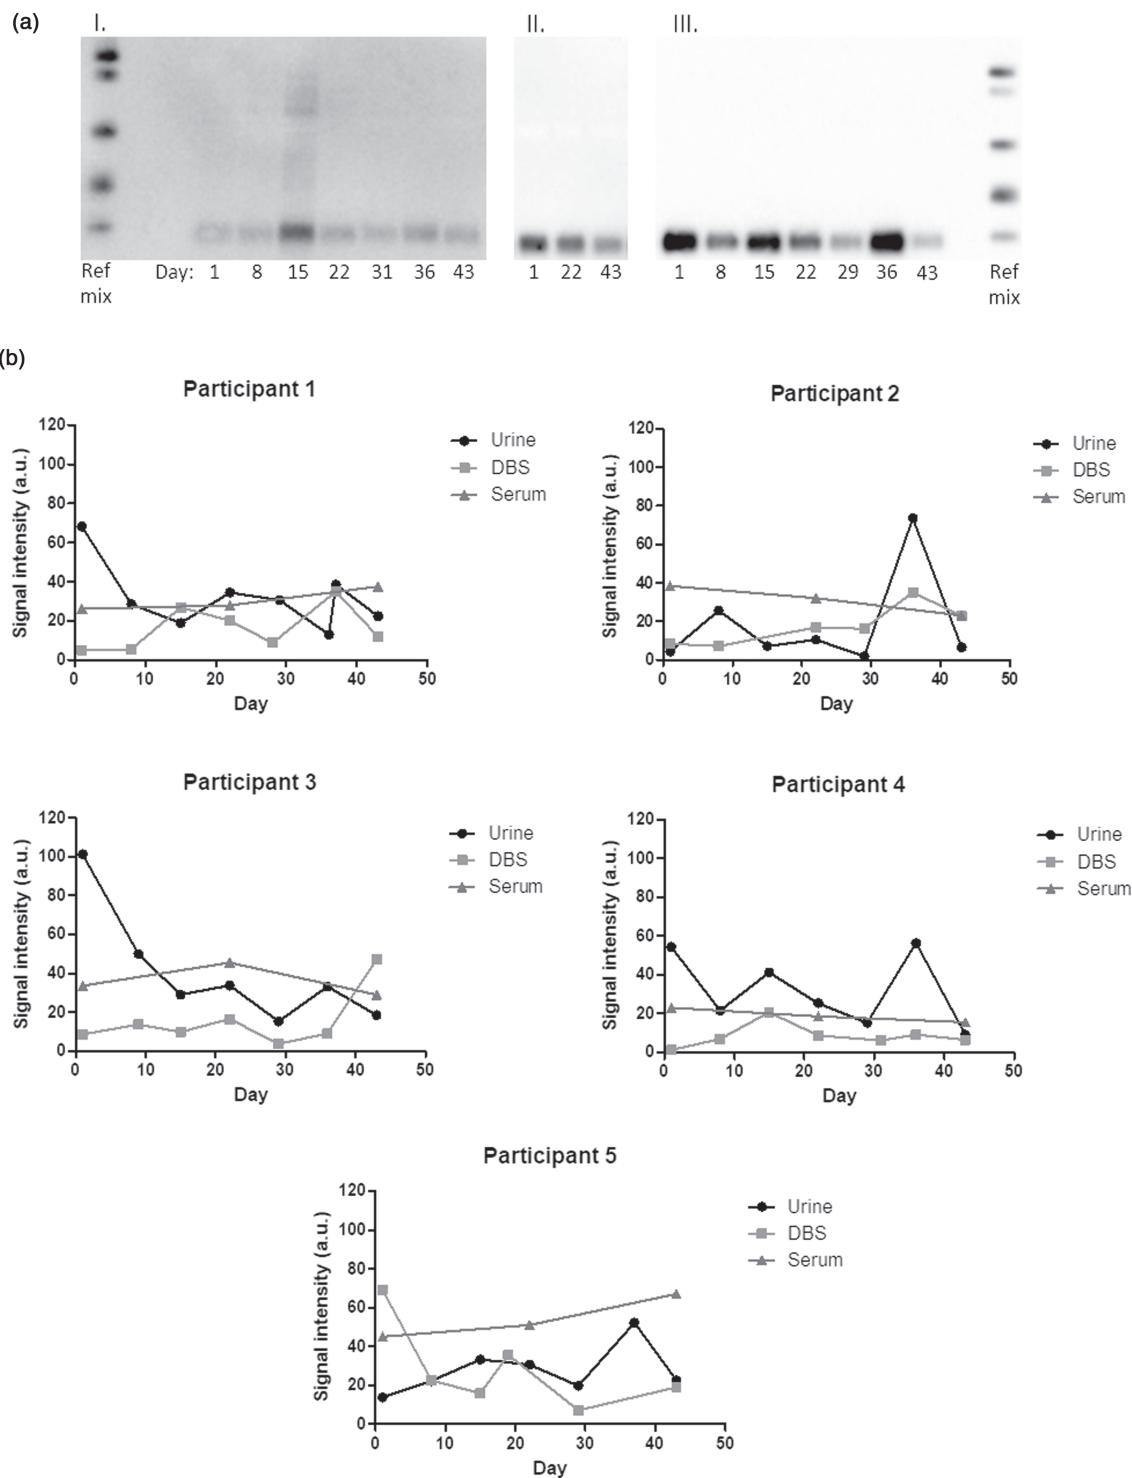 (a)
I. II. III.
Ref mix Day: 1 8 15 22 31 36 43
1 22 43
1 8 15 22 29 36 43 Ref mix
(b)
Participant 1
Signal intensity (a.u.)
120
100
80
60
40
20
0
0 10 20 30 40 50
Day
Urine
DBS
Serum
Participant 2
Signal intensity (a.u.)
120
100
80
60
40
20
0
0 10 20 30 40 50
Day
Urine
DBS
Serum
Participant 3
Signal intensity (a.u.)
120
100
80
60
40
20
0
0 10 20 30 40 50
Day
Urine
DBS
Serum
Participant 4
Signal intensity (a.u.)
120
100
80
60
40
20
0
0 10 20 30 40 50
Day
Urine
DBS
Serum
Participant 5
Signal intensity (a.u.)
120
100
80
60
40
20
0
0 10 20 30 40 50
Day
Urine
DBS
Serum